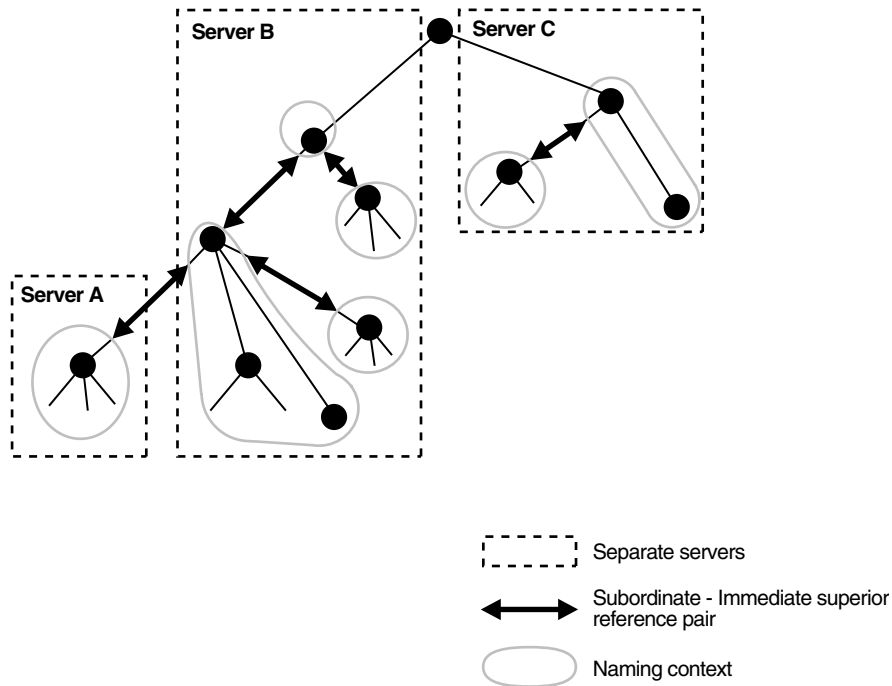 Server B
Server C
Server A
Separate servers
Subordinate - Immediate superior
reference pair
Naming context